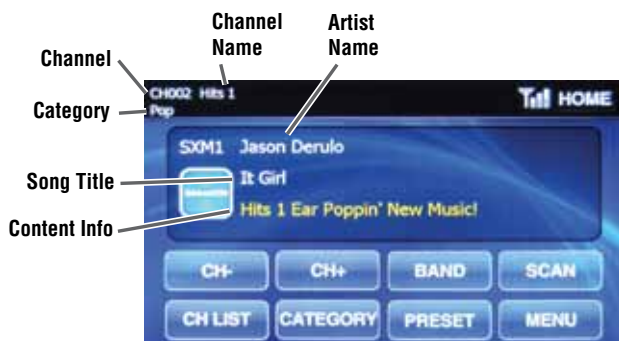 Channel Name
Artist Name
Channel
Category
Song Title
Content Info
CH002 Hits 1
Pop
HOME
SXM1 Jason Derulo
It Girl
Hits 1 Ear Poppin' New Music!
CH- CH+ BAND SCAN
CH LIST CATEGORY PRESET MENU